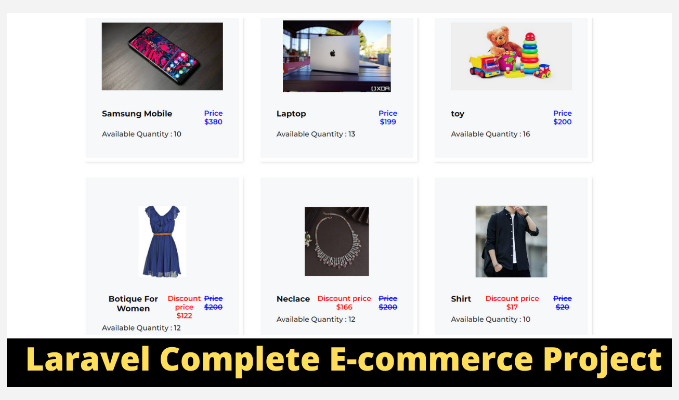 Samsung Mobile
Price
$380
Available Quantity : 10
Laptop
Price
$199
Available Quantity : 13
toy
Price
$200
Available Quantity : 16
Botique For
Women
Discount
price
$122
Price
$200
Available Quantity : 12
Neclace
Discount price
$166
Price
$200
Available Quantity : 12
Shirt
Discount price
$17
Price
$20
Available Quantity : 10
Laravel Complete E-commerce Project